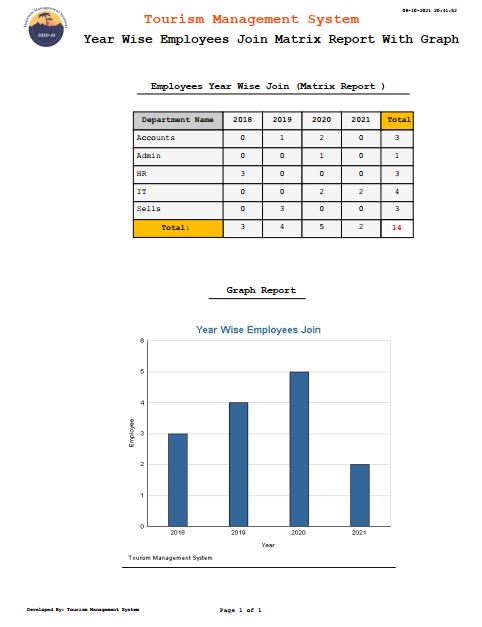 Tourism Management System
DDD-45
08-10-2021 20:41:52
Tourism Management System
Year Wise Employees Join Matrix Report With Graph
Employees Year Wise Join (Matrix Report )
Department Name 2018 2019 2020 2021 Total
Accounts 0 1 2 0 3
Admin 0 0 1 0 1
HR 3 0 0 0 3
IT 0 0 2 2 4
Sells 0 3 0 0 3
Total: 3 4 5 2 14
Graph Report
Year Wise Employees Join
6
5
4
3
2
1
0
Employee
2018 2019 2020 2021
Year
Tourism Management System
Developed By: Tourism Management System
Page 1 of 1